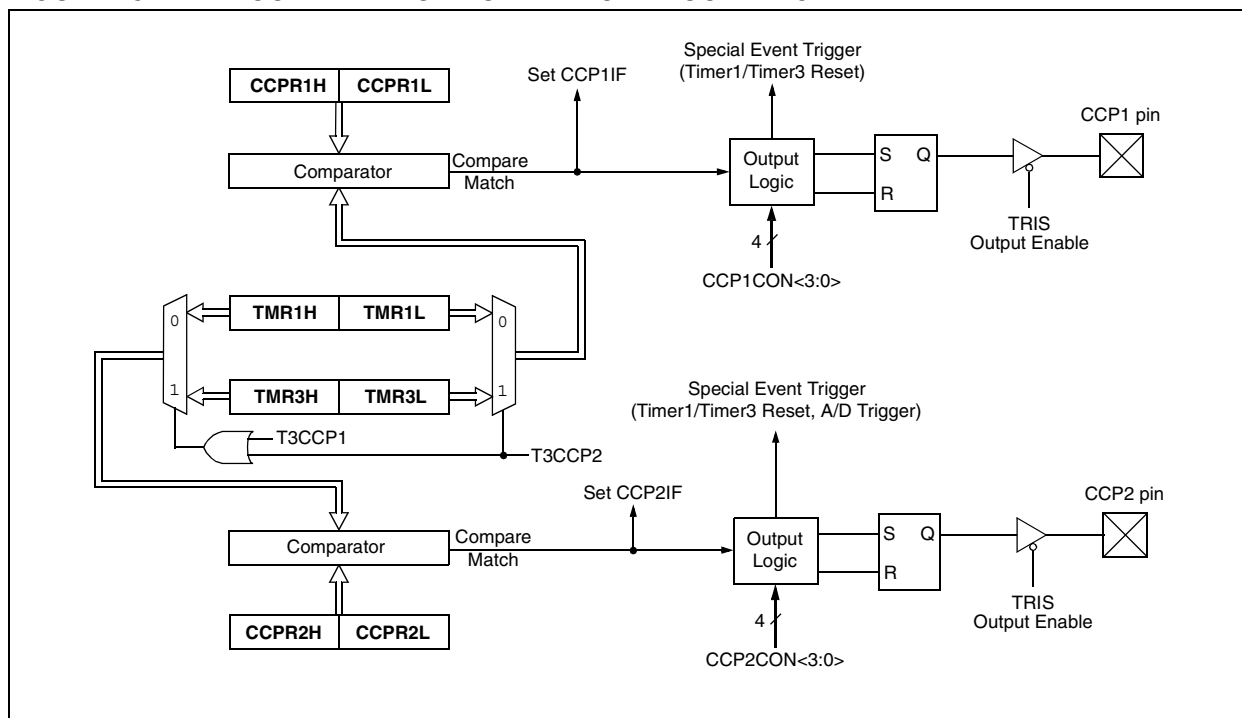 Special Event Trigger
(Timer1/Timer3 Reset)
Set CCP1IF
CCPR1H CCPR1L
CCP1 pin
Comparator
Compare
Match
Output
Logic
S Q
R
TRIS
Output Enable
4
CCP1CON<3:0>
0 TMR1H TMR1L 0
1 TMR3H TMR3L 1
T3CCP1
T3CCP2
Special Event Trigger
(Timer1/Timer3 Reset, A/D Trigger)
Set CCP2IF
CCP2 pin
Comparator
Compare
Match
Output
Logic
S Q
R
TRIS
Output Enable
4
CCPR2H CCPR2L
CCP2CON<3:0>